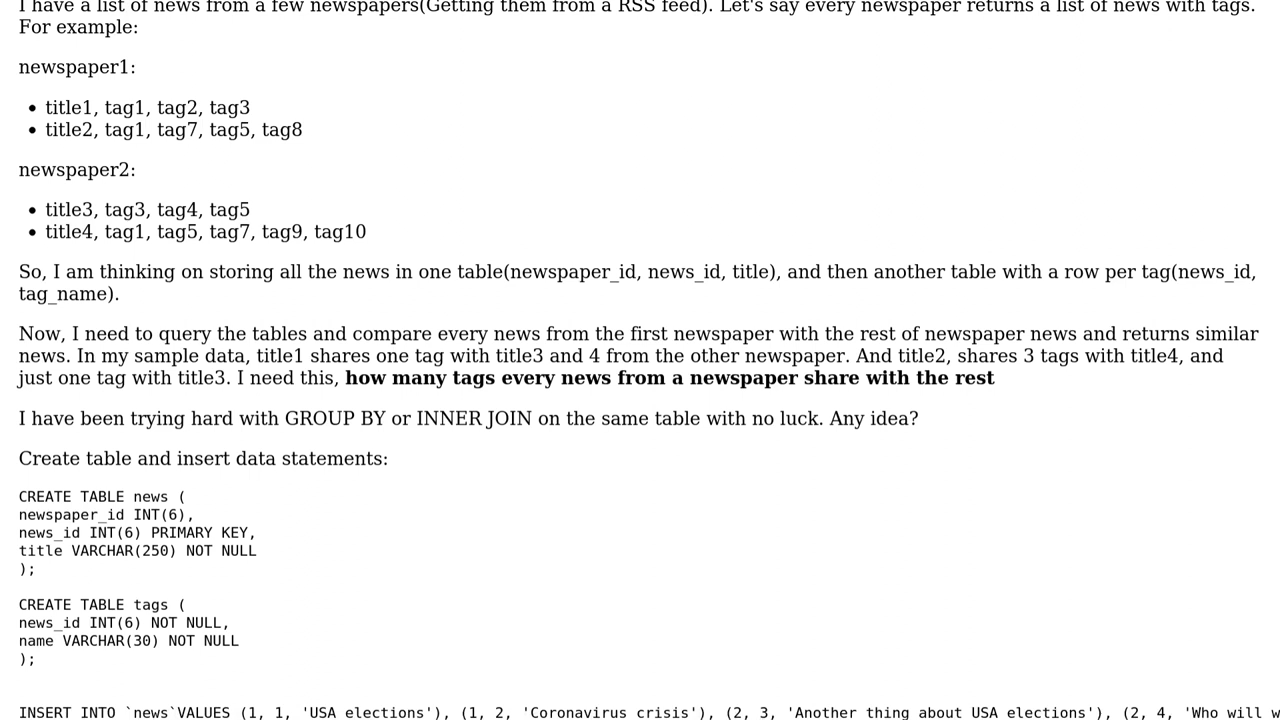 I have a list of news from a few newspapers(Getting them from a RSS feed). Let's say every newspaper returns a list of news with tags.
For example:
newspaper1:
• title1, tag1, tag2, tag3
• title2, tag1, tag7, tag5, tag8
newspaper2:
• title3, tag3, tag4, tag5
• title4, tag1, tag5, tag7, tag9, tag10
So, I am thinking on storing all the news in one table(newspaper_id, news_id, title), and then another table with a row per tag(news_id,
tag_name).
Now, I need to query the tables and compare every news from the first newspaper with the rest of newspaper news and returns similar
news. In my sample data, title1 shares one tag with title3 and 4 from the other newspaper. And title2, shares 3 tags with title4, and
just one tag with title3. I need this, how many tags every news from a newspaper share with the rest
I have been trying hard with GROUP BY or INNER JOIN on the same table with no luck. Any idea?
Create table and insert data statements:
CREATE TABLE news (
newspaper_id INT(6),
news_id INT(6) PRIMARY KEY,
title VARCHAR(250) NOT NULL
);
CREATE TABLE tags (
news_id INT(6) NOT NULL,
name VARCHAR(30) NOT NULL
);
INSERT INTO `news`VALUES (1, 1, 'USA elections'), (1, 2, 'Coronavirus crisis'), (2, 3, 'Another thing about USA elections'), (2, 4, 'Who will